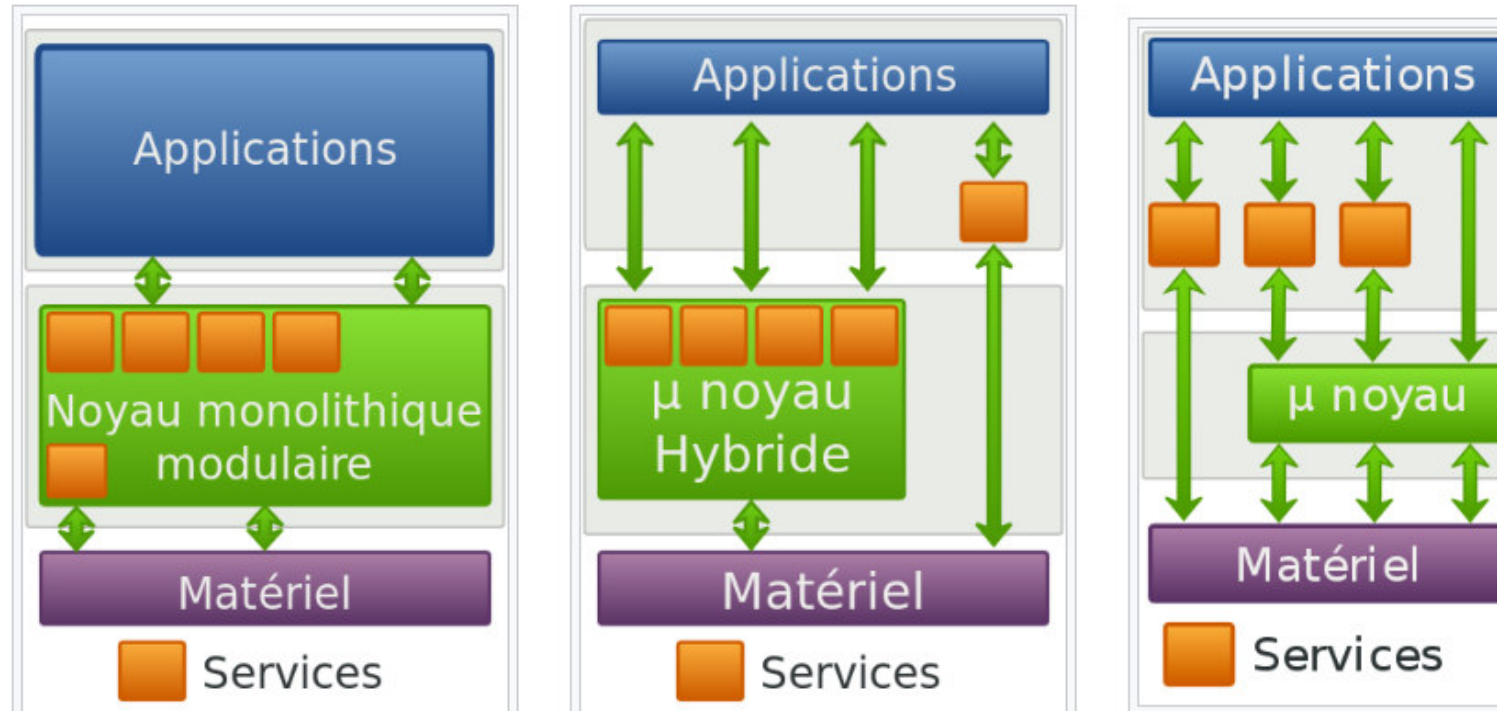 Applications
Noyau monolithique
modulaire
Matériel
Services
Applications
µ noyau
Hybride
Matériel
Services
Applications
µ noyau
Matériel
Services